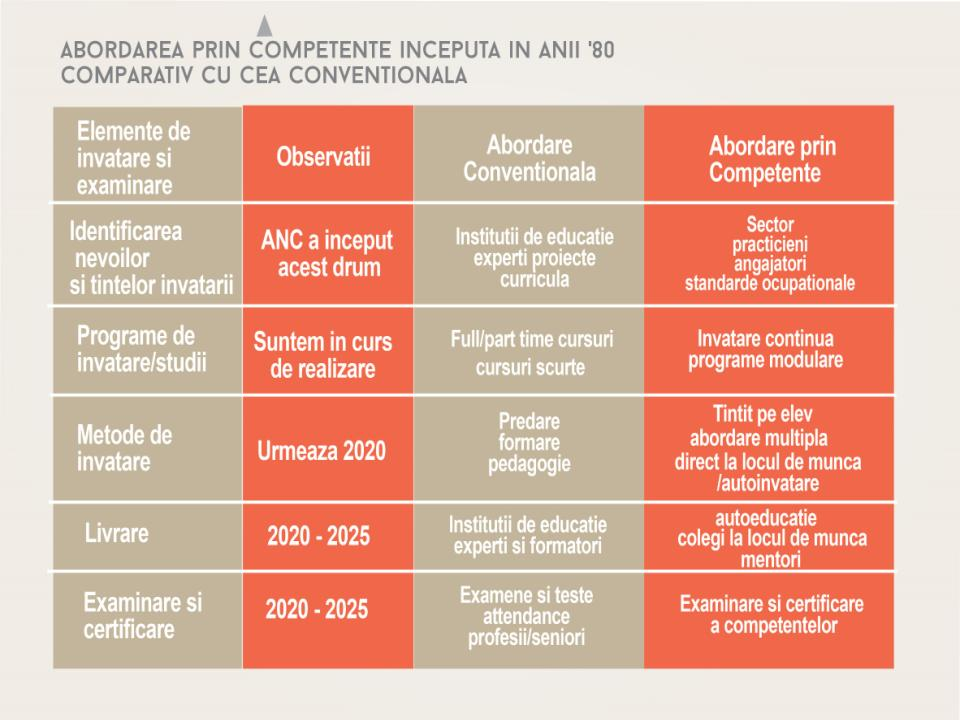 ABORDAREA PRIN COMPETENTE INCEPUTA IN ANII '80
COMPARATIV CU CEA CONVENTIONALA
Elemente de
invatare si
examinare
Observatii
Abordare
Conventionala
Abordare prin
Competente
Identificarea
nevoilor
si tintelor invatarii
ANC a inceput
acest drum
Institutii de educatie
experti proiecte
curricula
Sector
practicieni
angajatori
standarde ocupationale
Programe de
invatare/studii
Suntem in curs
de realizare
Full/part time cursuri
cursuri scurte
Invatare continua
programe modulare
Metode de
invatare
Urmeaza 2020
Predare
formare
pedagogie
Tintit pe elev
abordare multipla
direct la locul de munca
/autoinvatare
Livrare
2020 - 2025
Institutii de educatie
experti si formatori
autoeducatie
colegi la locul de munca
mentori
Examinare si
certificare
2020 - 2025
Examene si teste
attendance
profesii/seniori
Examinare si certificare
a competentelor